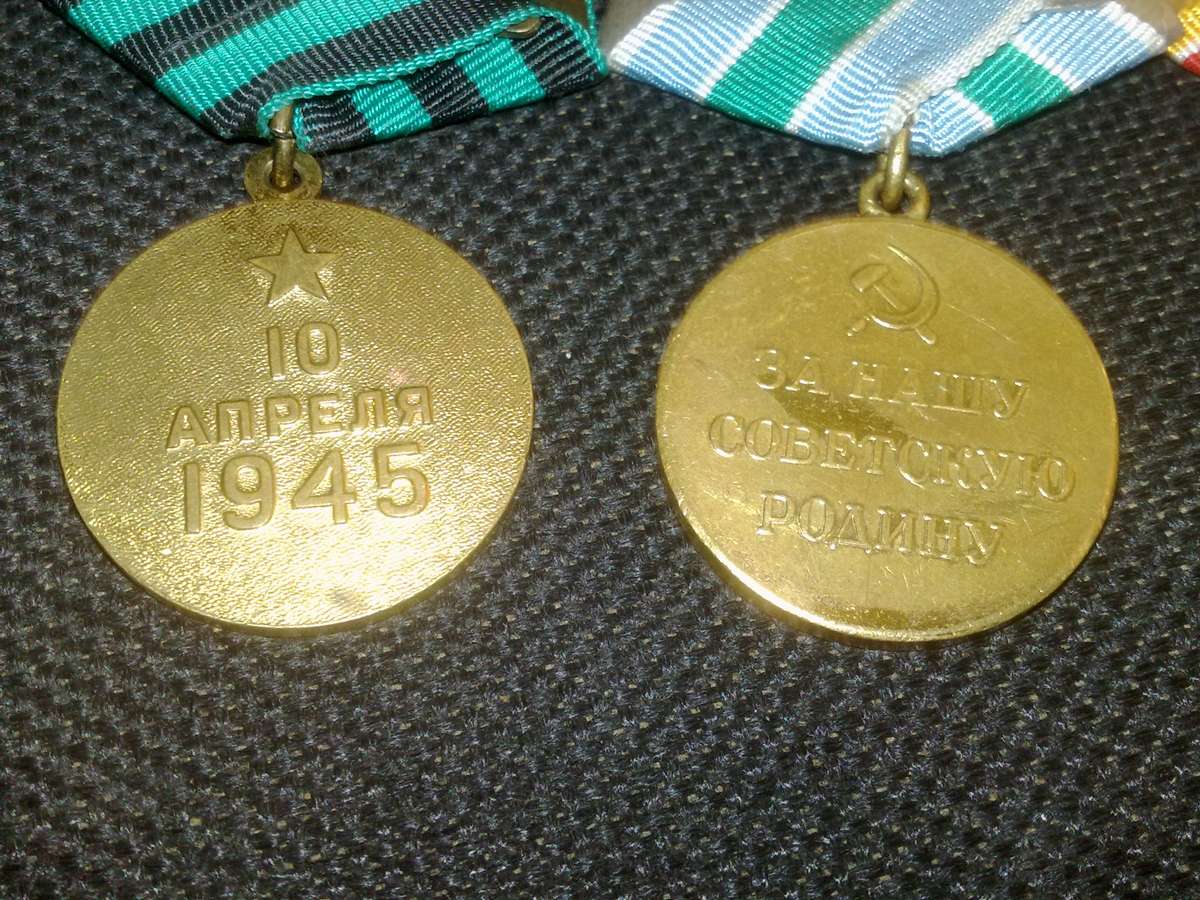 10
АПРЕЛЯ
1945
ЗА НАШУ
СОВЕТСКУЮ
РОДИНУ